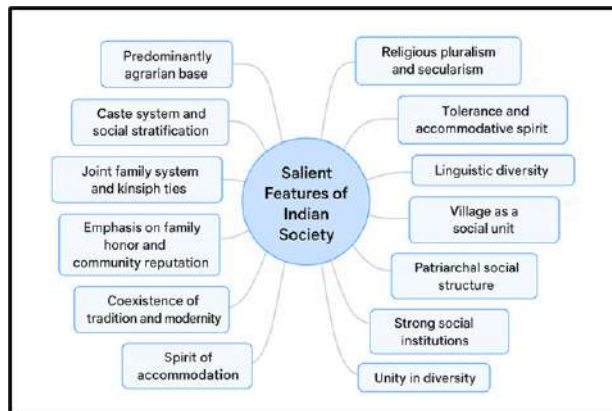 Salient
Features of
Indian
Society
Predominantly
agrarian base
Caste system and
social stratification
Joint family system
and kinsiph ties
Emphasis on family
honor and
community reputation
Coexistence of
tradition and modernity
Spirit of
accommodation
Religious pluralism
and secularism
Tolerance and
accommodative spirit
Linguistic diversity
Village as a
social unit
Patriarchal social
structure
Strong social
institutions
Unity in diversity